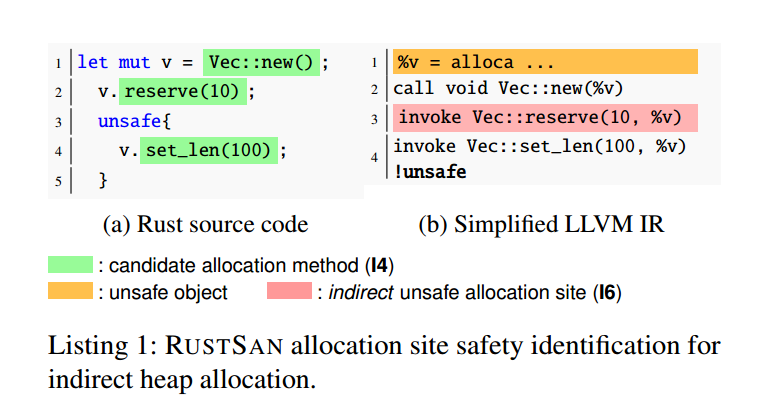 1 let mut v = Vec::new();
2 v.reserve(10);
3 unsafe{
4 v.set_len(100);
5 }
(a) Rust source code
1 %v = alloca ...
2 call void Vec::new(%v)
3 invoke Vec::reserve(10, %v)
4 invoke Vec::set_len(100, %v)
!unsafe
(b) Simplified LLVM IR
: candidate allocation method (I4)
: unsafe object : indirect unsafe allocation site (I6)
Listing 1: RUSTSAN allocation site safety identification for
indirect heap allocation.